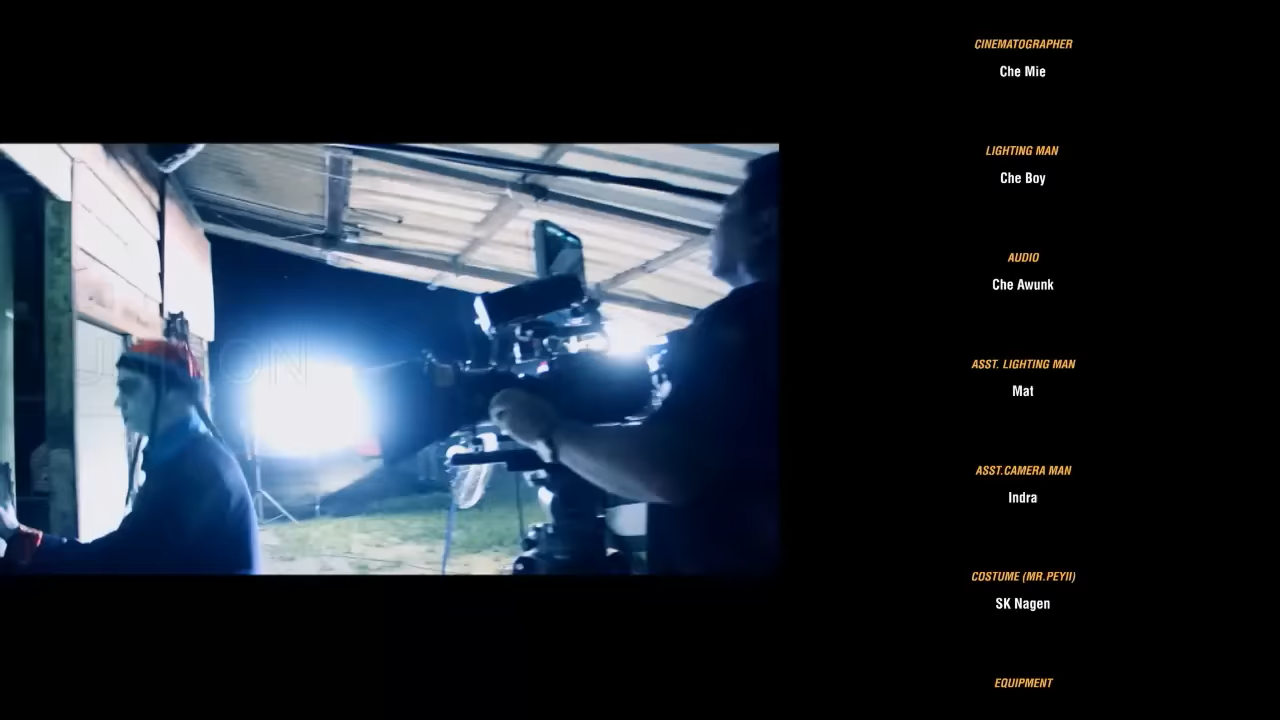 CINEMATOGRAPHER
Che Mie
LIGHTING MAN
Che Boy
AUDIO
Che Awunk
ASST. LIGHTING MAN
Mat
ASST.CAMERA MAN
Indra
COSTUME (MR.PEYII)
SK Nagen
EQUIPMENT